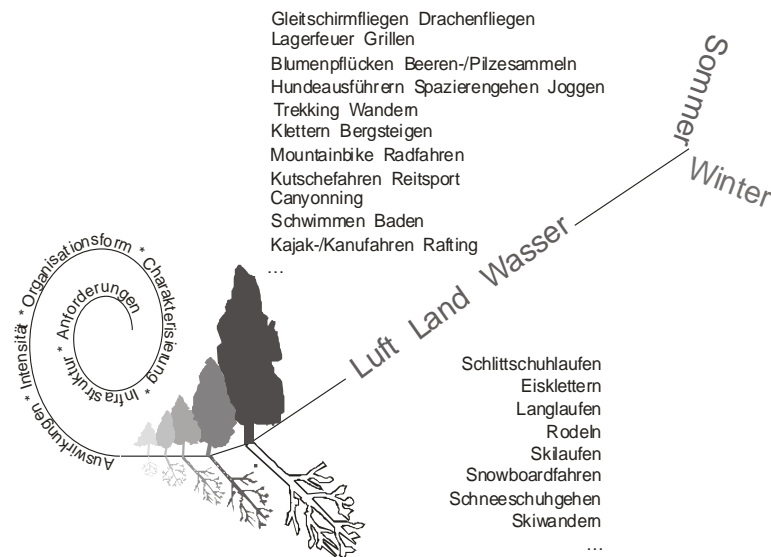 Gleitschirmfliegen Drachenfliegen
Lagerfeuer Grillen
Blumenpflücken Beeren-/Pilzesammeln
Hundeausführern Spazierengehen Joggen
Trekking Wandern
Klettern Bergsteigen
Mountainbike Radfahren
Kutschefahren Reitsport
Canyonning
Schwimmen Baden
Kajak-/Kanufahren Rafting
...
Sommer
Winter
Luft Land Wasser
Auswirkungen * Intensität * Organisationsform * Charakterisierung * Infrastruktur * Anforderungen
Schlittschuhlaufen
Eisklettern
Langlaufen
Rodeln
Skilaufen
Snowboardfahren
Schneeschuhgehen
Skiwandern
...